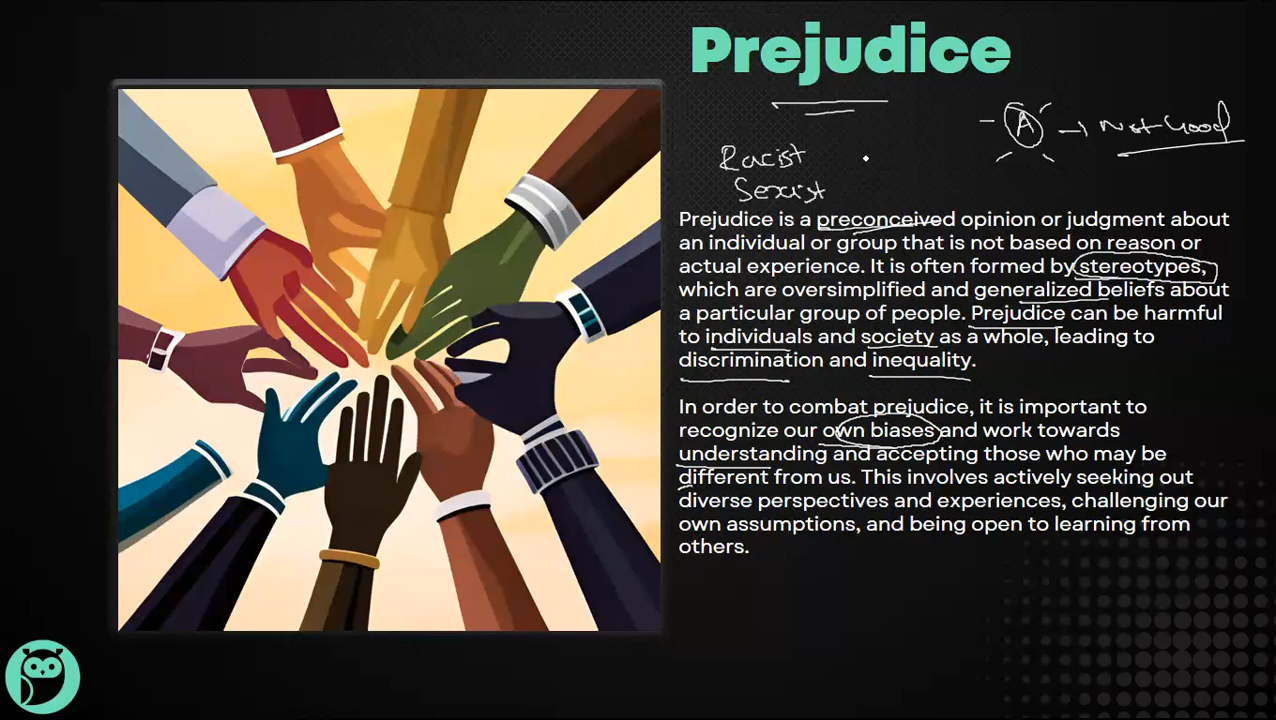 Prejudice
- A → Not Good
Racist
Sexist
Prejudice is a preconceived opinion or judgment about
an individual or group that is not based on reason or
actual experience. It is often formed by stereotypes,
which are oversimplified and generalized beliefs about
a particular group of people. Prejudice can be harmful
to individuals and society as a whole, leading to
discrimination and inequality.
In order to combat prejudice, it is important to
recognize our own biases and work towards
understanding and accepting those who may be
different from us. This involves actively seeking out
diverse perspectives and experiences, challenging our
own assumptions, and being open to learning from
others.